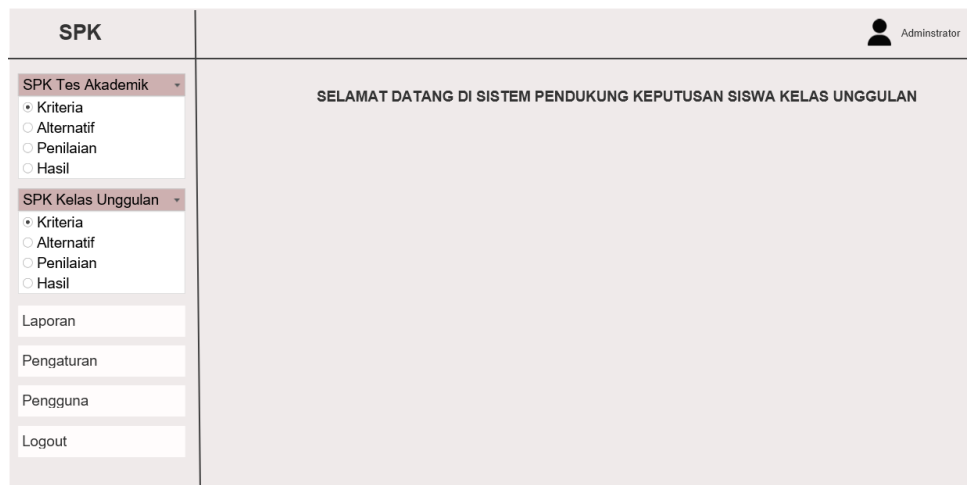 SPK
Adminstrator
SELAMAT DATANG DI SISTEM PENDUKUNG KEPUTUSAN SISWA KELAS UNGGULAN
SPK Tes Akademik
Kriteria
Alternatif
Penilaian
Hasil
SPK Kelas Unggulan
Kriteria
Alternatif
Penilaian
Hasil
Laporan
Pengaturan
Pengguna
Logout